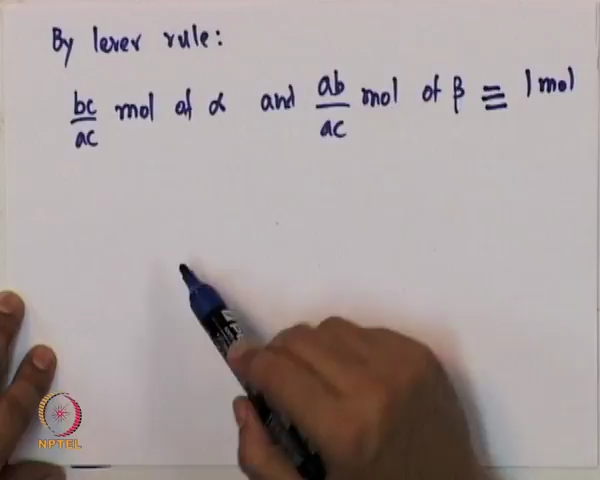 By lever rule:
bc/ac mol of α and ab/ac mol of β ≡ 1 mol
NPTEL